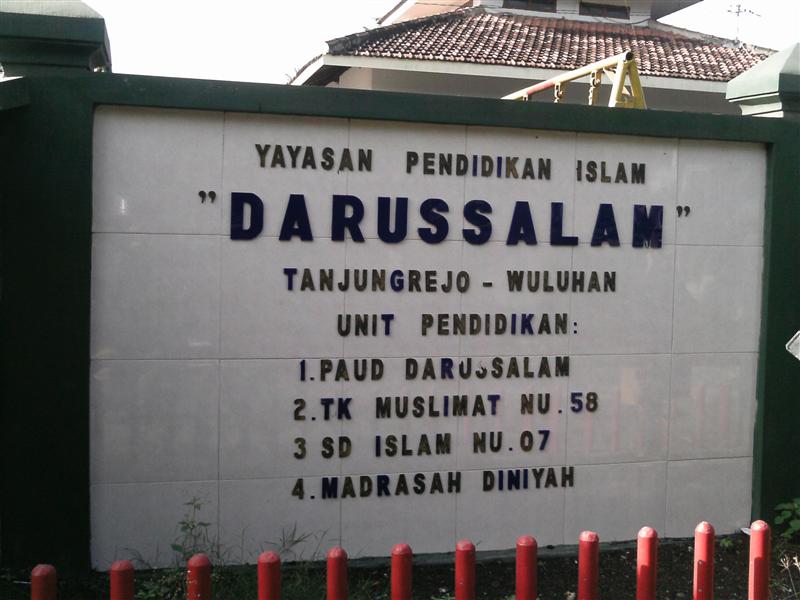 YAYASAN PENDIDIKAN ISLAM
"DARUSSALAM"
TANJUNGREJO - WULUHAN
UNIT PENDIDIKAN:
1.PAUD DARUSSALAM
2.TK MUSLIMAT NU.58
3 SD ISLAM NU.07
4.MADRASAH DINIYAH